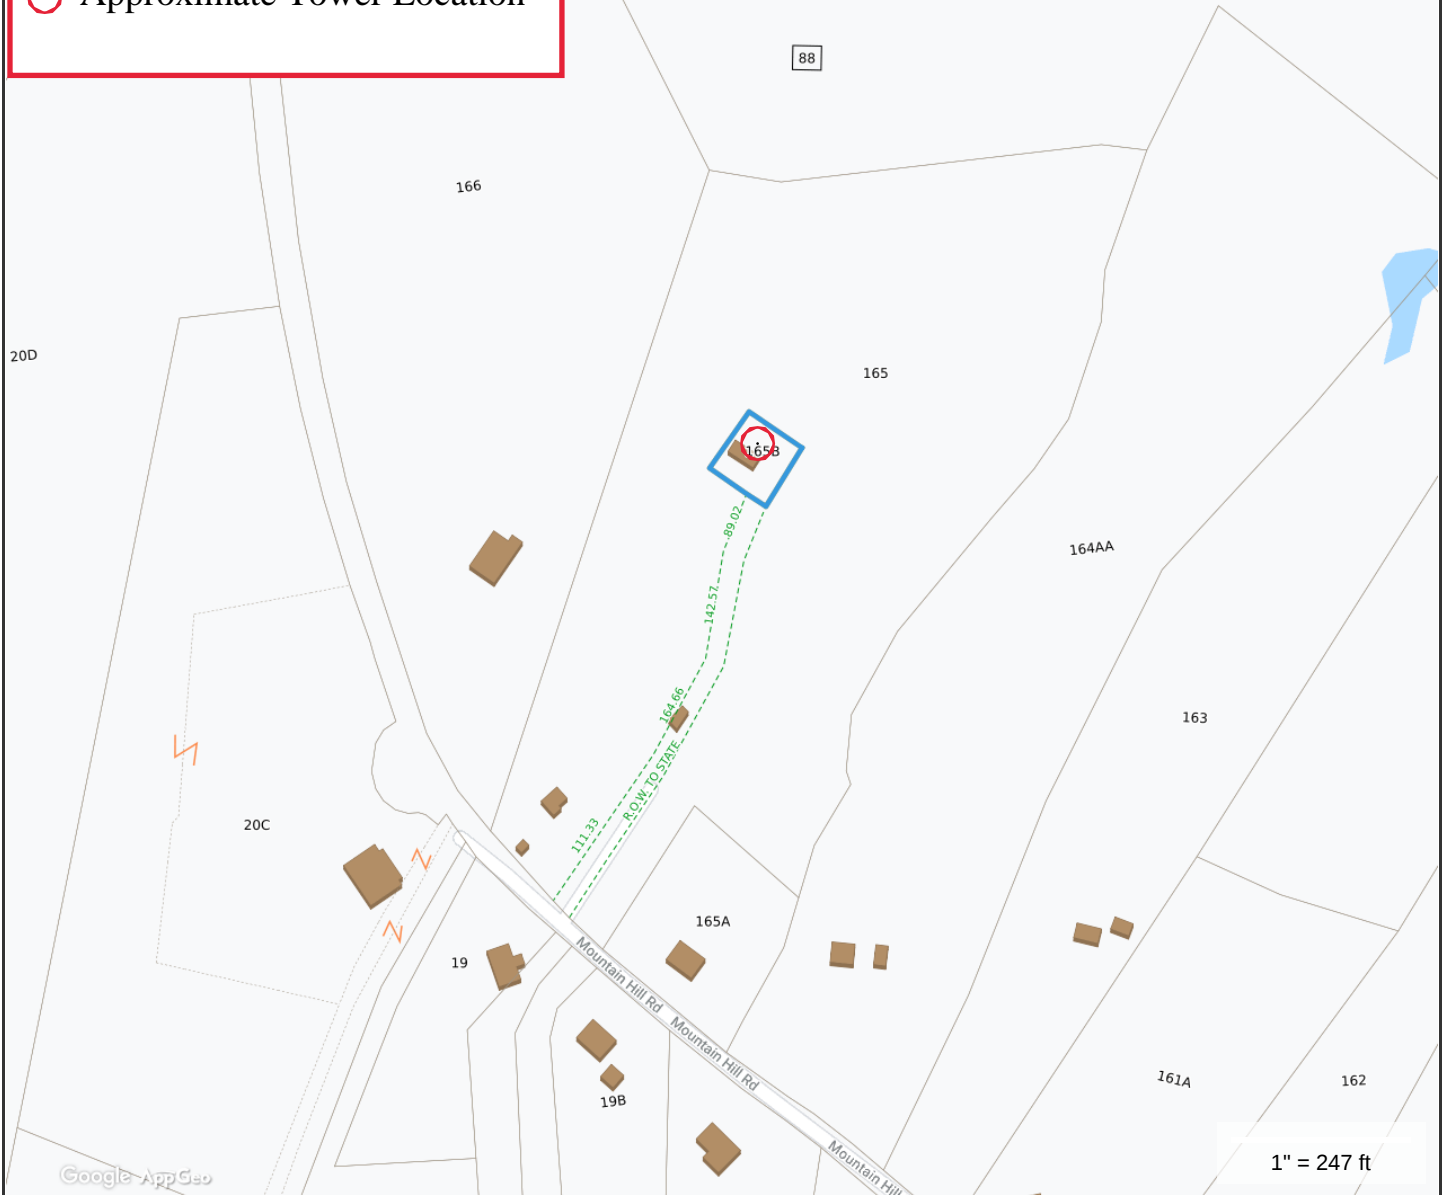 Approximate Tower Location
88
166
20D
165
165B
89.02
164AA
142.57
164.66
163
R.O.W. TO STATE
20C
111.33
165A
19
Mountain Hill Rd
Mountain Hill Rd
161A
162
19B
Mountain Hill
1" = 247 ft
Google AppGeo